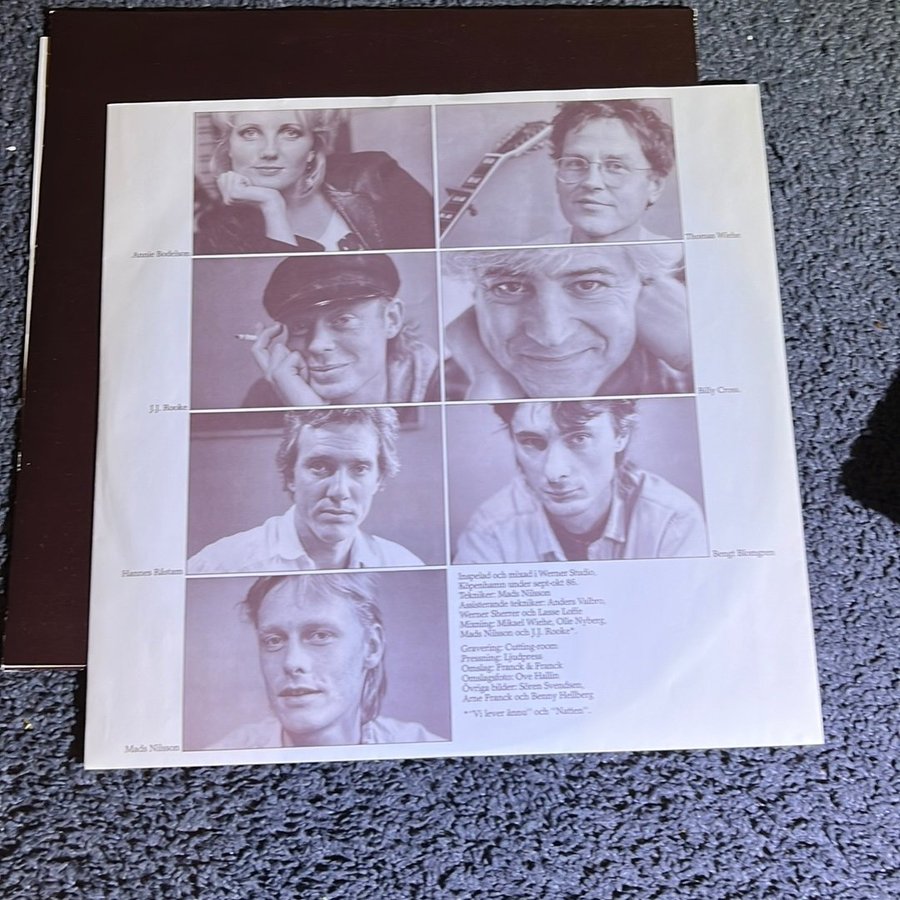 Annie Bodelson
Thomas Wiehe
J.J. Rooke
Billy Cross
Hannes Råstam
Bengt Blomgren
Mads Nilsson
Inspelad och mixad i Werner Studio,
Köpenhamn under sept-okt 86.
Tekniker: Mads Nilsson
Assisterande tekniker: Anders Valbro,
Werner Sherrer och Lasse Loffe
Mixning: Mikael Wiehe, Olle Nyberg,
Mads Nilsson och J.J. Rooke*.
Gravering: Cutting-room
Pressning: Ljudpress
Omslag: Franck & Franck
Omslagsfoto: Ove Hallin
Övriga bilder: Sören Svendsen,
Arne Franck och Benny Hellberg
*"Vi lever ännu" och "Natten".